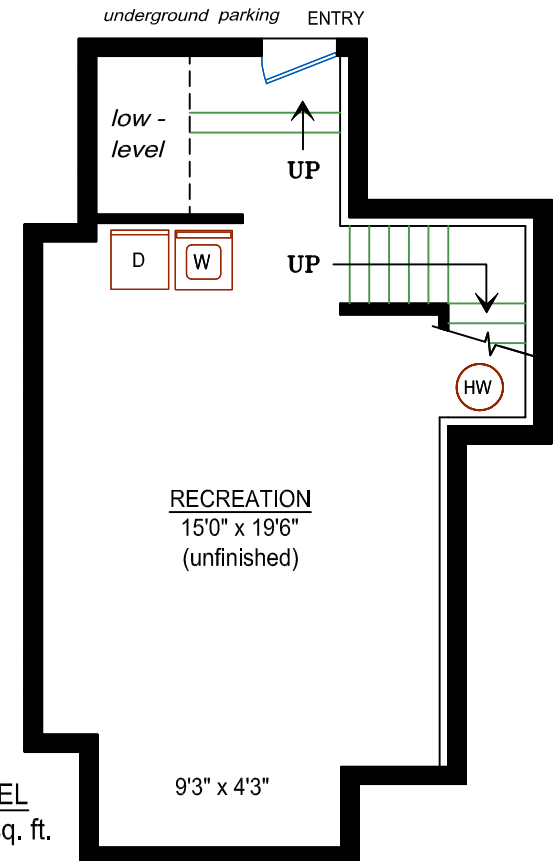 underground parking
ENTRY
low -
level
UP
D
W
UP
HW
RECREATION
15'0" x 19'6"
(unfinished)
9'3" x 4'3"
sq. ft.